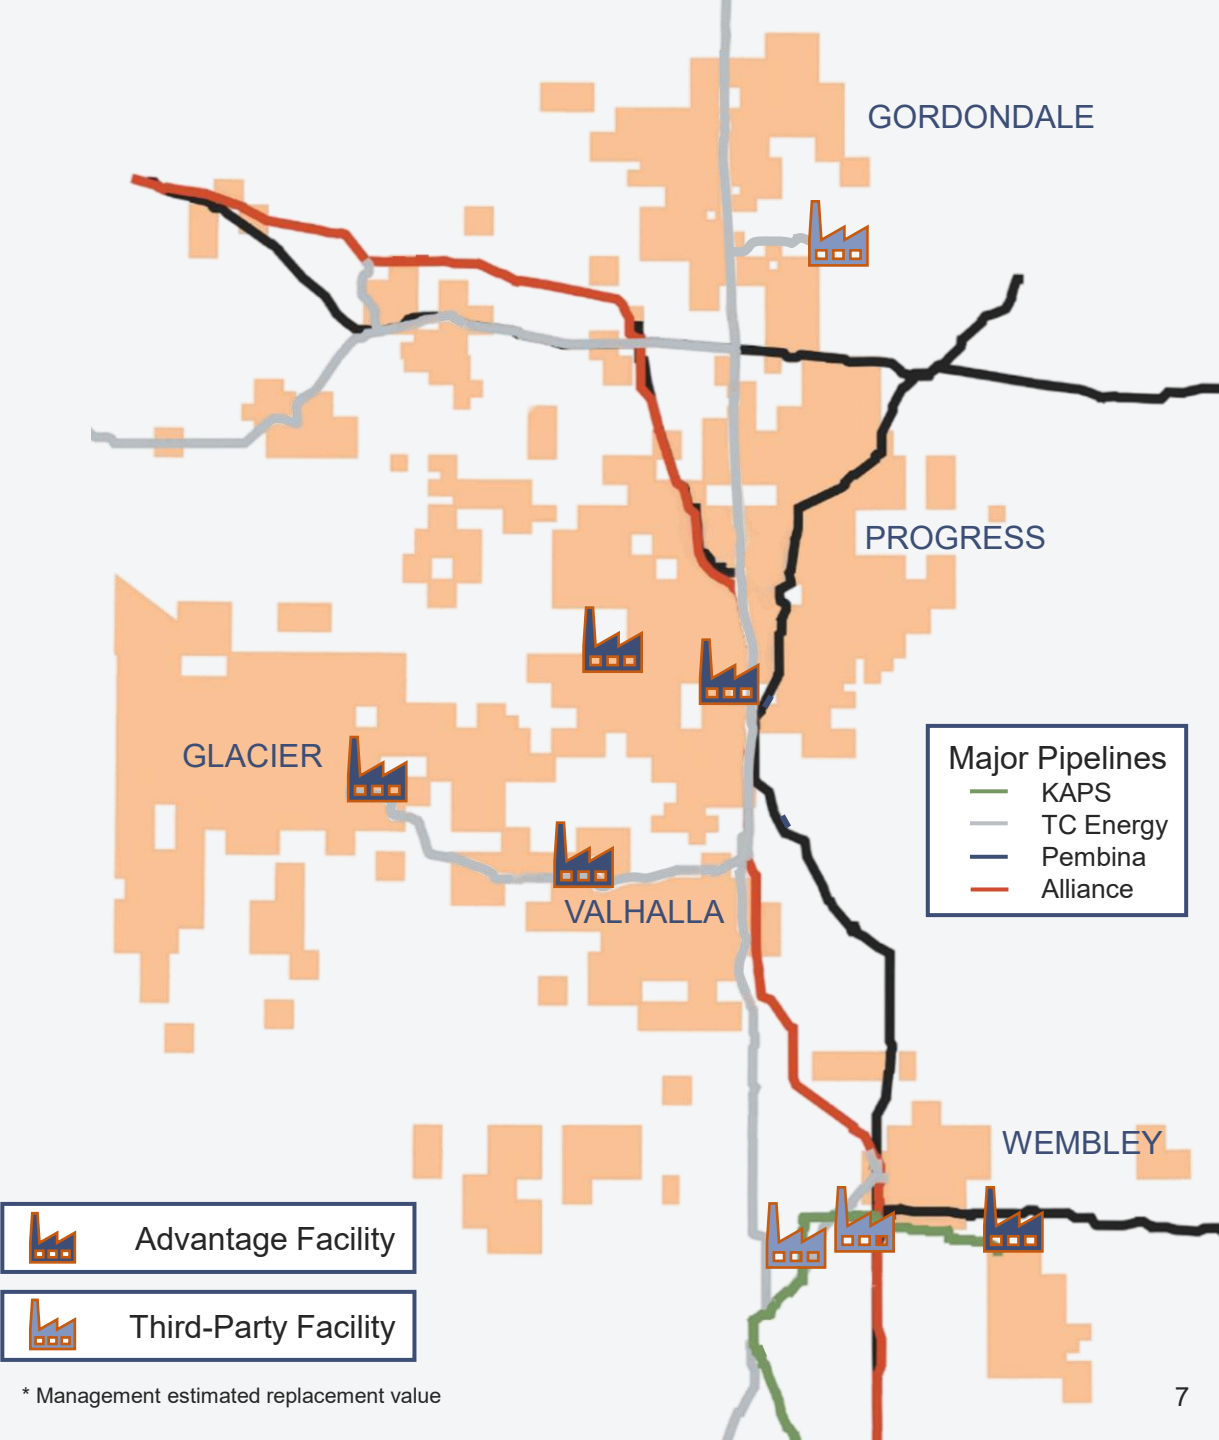 GORDONDALE
PROGRESS
GLACIER
Major Pipelines
KAPS
TC Energy
Pembina
Alliance
VALHALLA
WEMBLEY
Advantage Facility
Third-Party Facility
* Management estimated replacement value
7